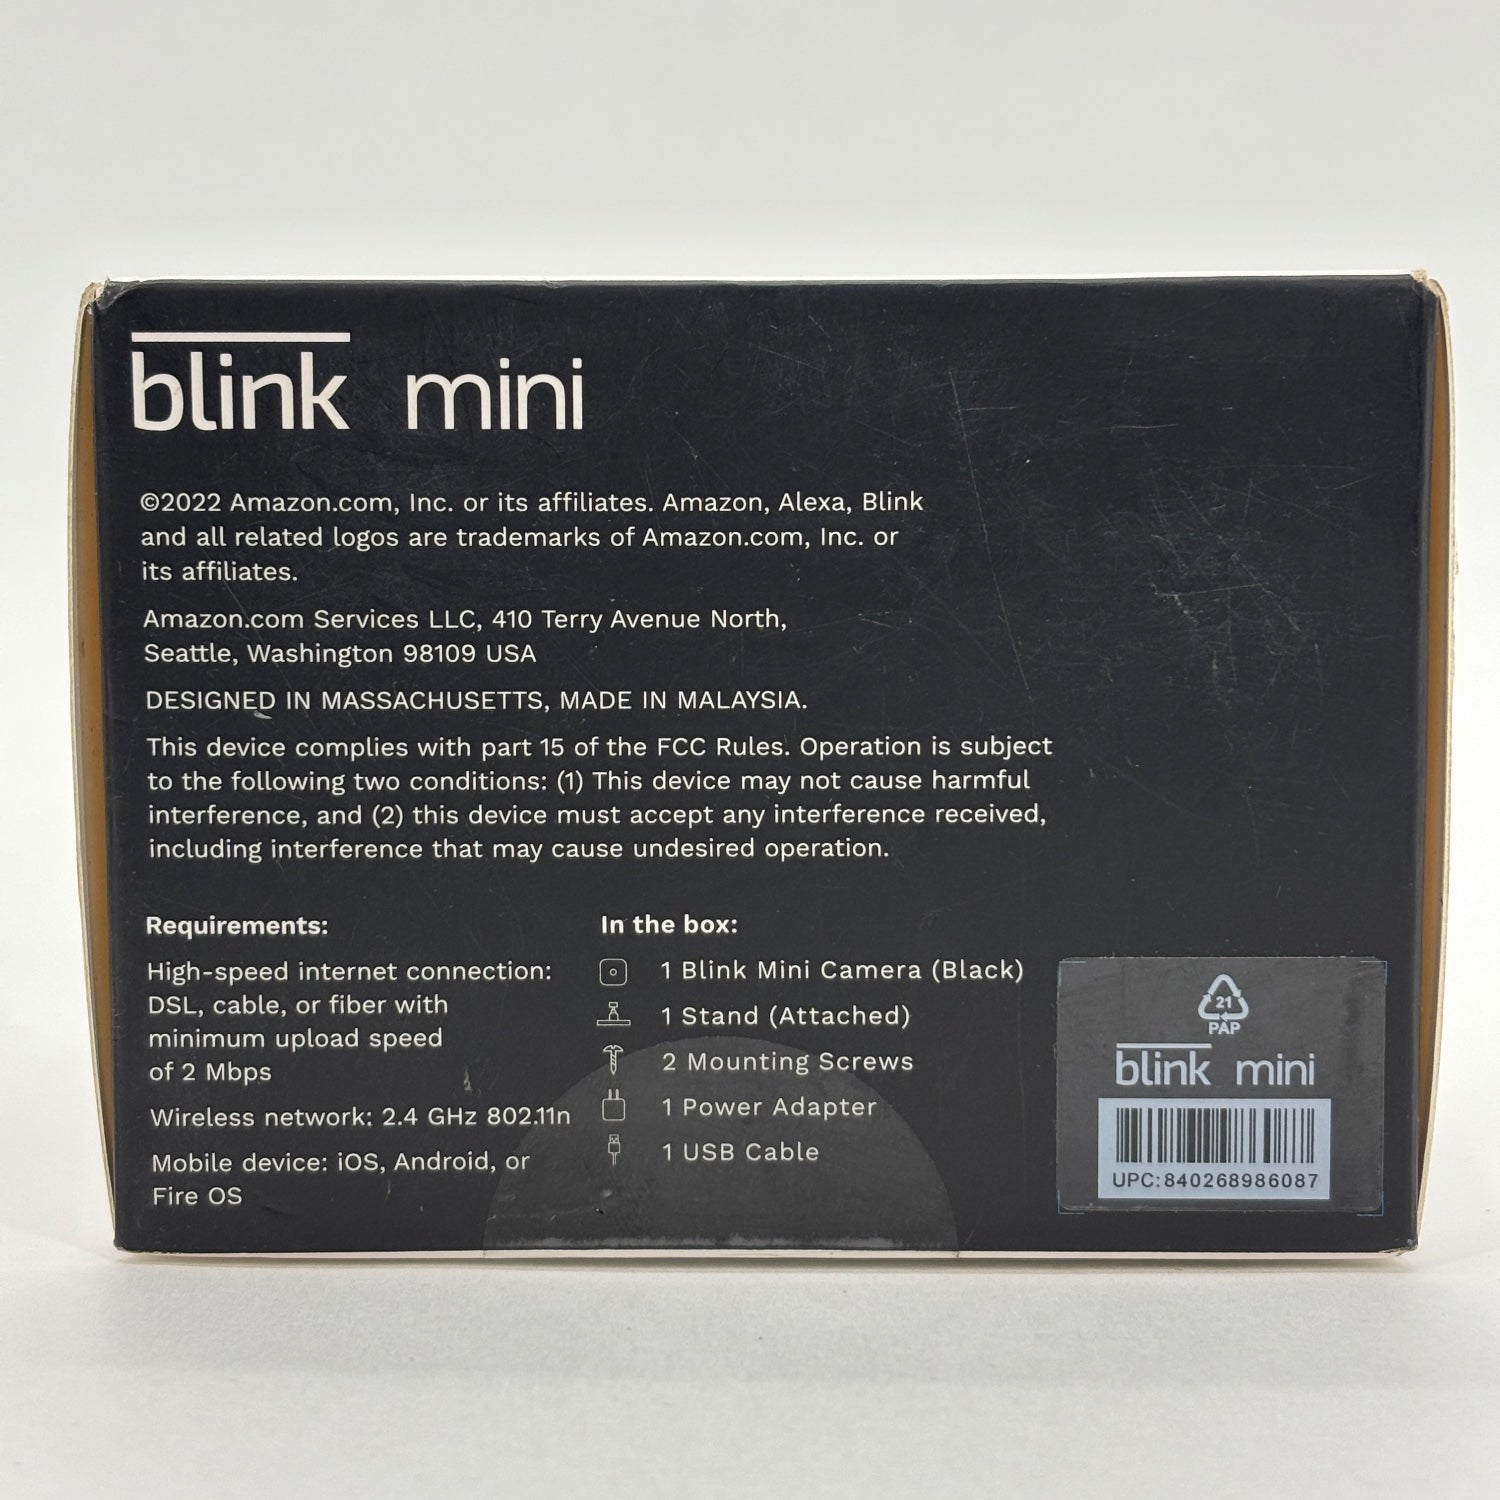 blink mini
©2022 Amazon.com, Inc. or its affiliates. Amazon, Alexa, Blink
and all related logos are trademarks of Amazon.com, Inc. or
its affiliates.
Amazon.com Services LLC, 410 Terry Avenue North,
Seattle, Washington 98109 USA
DESIGNED IN MASSACHUSETTS, MADE IN MALAYSIA.
This device complies with part 15 of the FCC Rules. Operation is subject
to the following two conditions: (1) This device may not cause harmful
interference, and (2) this device must accept any interference received,
including interference that may cause undesired operation.
Requirements:
High-speed internet connection:
DSL, cable, or fiber with
minimum upload speed
of 2 Mbps
Wireless network: 2.4 GHz 802.11n
Mobile device: iOS, Android, or
Fire OS
In the box:
1 Blink Mini Camera (Black)
1 Stand (Attached)
2 Mounting Screws
1 Power Adapter
1 USB Cable
21
PAP
blink mini
UPC:840268986087